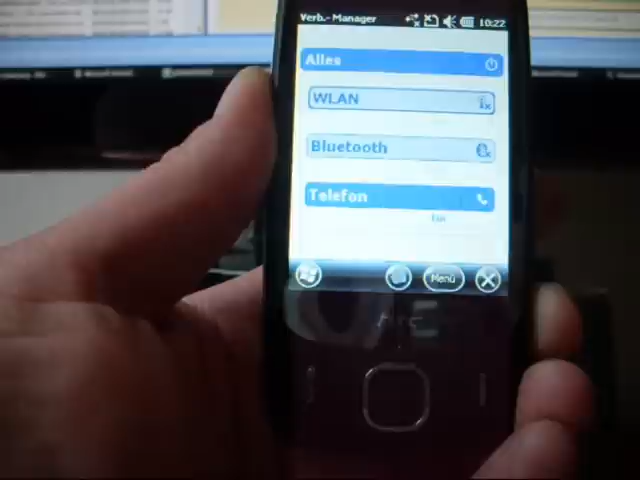 Verb.- Manager 10:22
Alles
WLAN
Bluetooth
Telefon
Menü